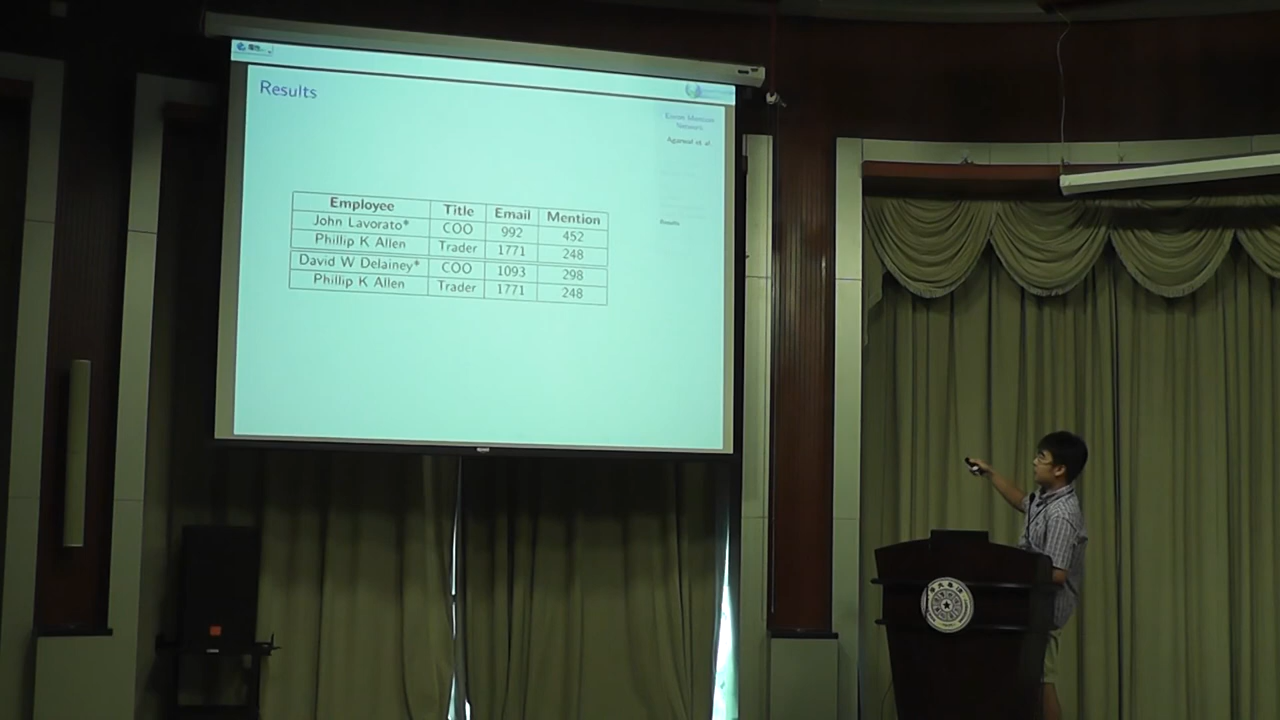 Results
Enron Mention
Network
Agarwal et al.
Results
Employee Title Email Mention
John Lavorato* COO 992 452
Phillip K Allen Trader 1771 248
David W Delainey* COO 1093 298
Phillip K Allen Trader 1771 248